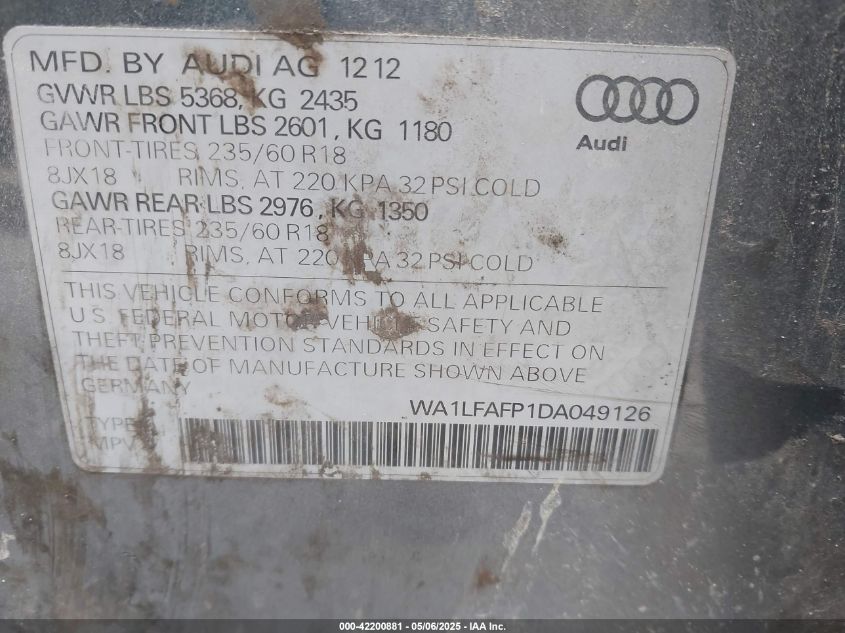 MFD. BY AUDI AG 12 12
GVWR LBS 5368, KG 2435
GAWR FRONT LBS 2601, KG 1180
FRONT-TIRES 235/60 R18
8JX18 RIMS, AT 220 KPA 32 PSI COLD
GAWR REAR LBS 2976, KG 1350
REAR-TIRES 235/60 R18
8JX18 RIMS, AT 220 KPA 32 PSI COLD
Audi
THIS VEHICLE CONFORMS TO ALL APPLICABLE
U.S. FEDERAL MOTOR VEHICLE SAFETY AND
THEFT PREVENTION STANDARDS IN EFFECT ON
THE DATE OF MANUFACTURE SHOWN ABOVE
GERMANY
WA1LFAFP1DA049126
TYPE:
MPV
000-42200881 - 05/06/2025 - IAA Inc.